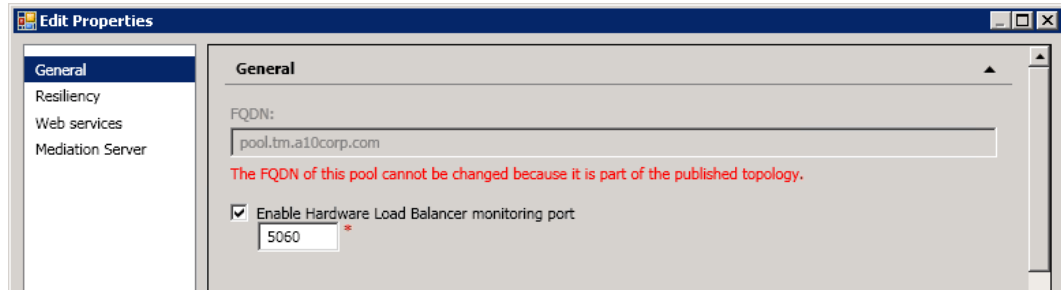 Edit Properties
General
Resiliency
Web services
Mediation Server
General
FQDN:
pool.tm.a10corp.com
The FQDN of this pool cannot be changed because it is part of the published topology.
Enable Hardware Load Balancer monitoring port
5060 *